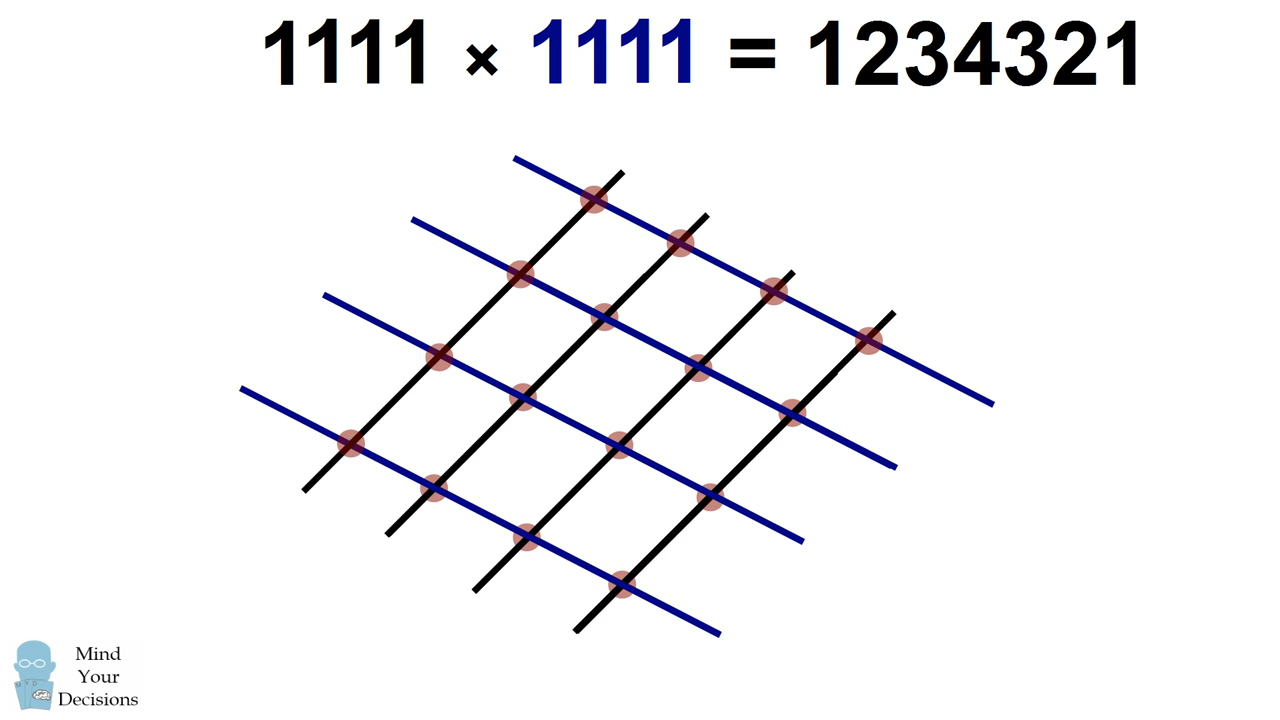 1111 × 1111 = 1234321
Mind
Your
Decisions